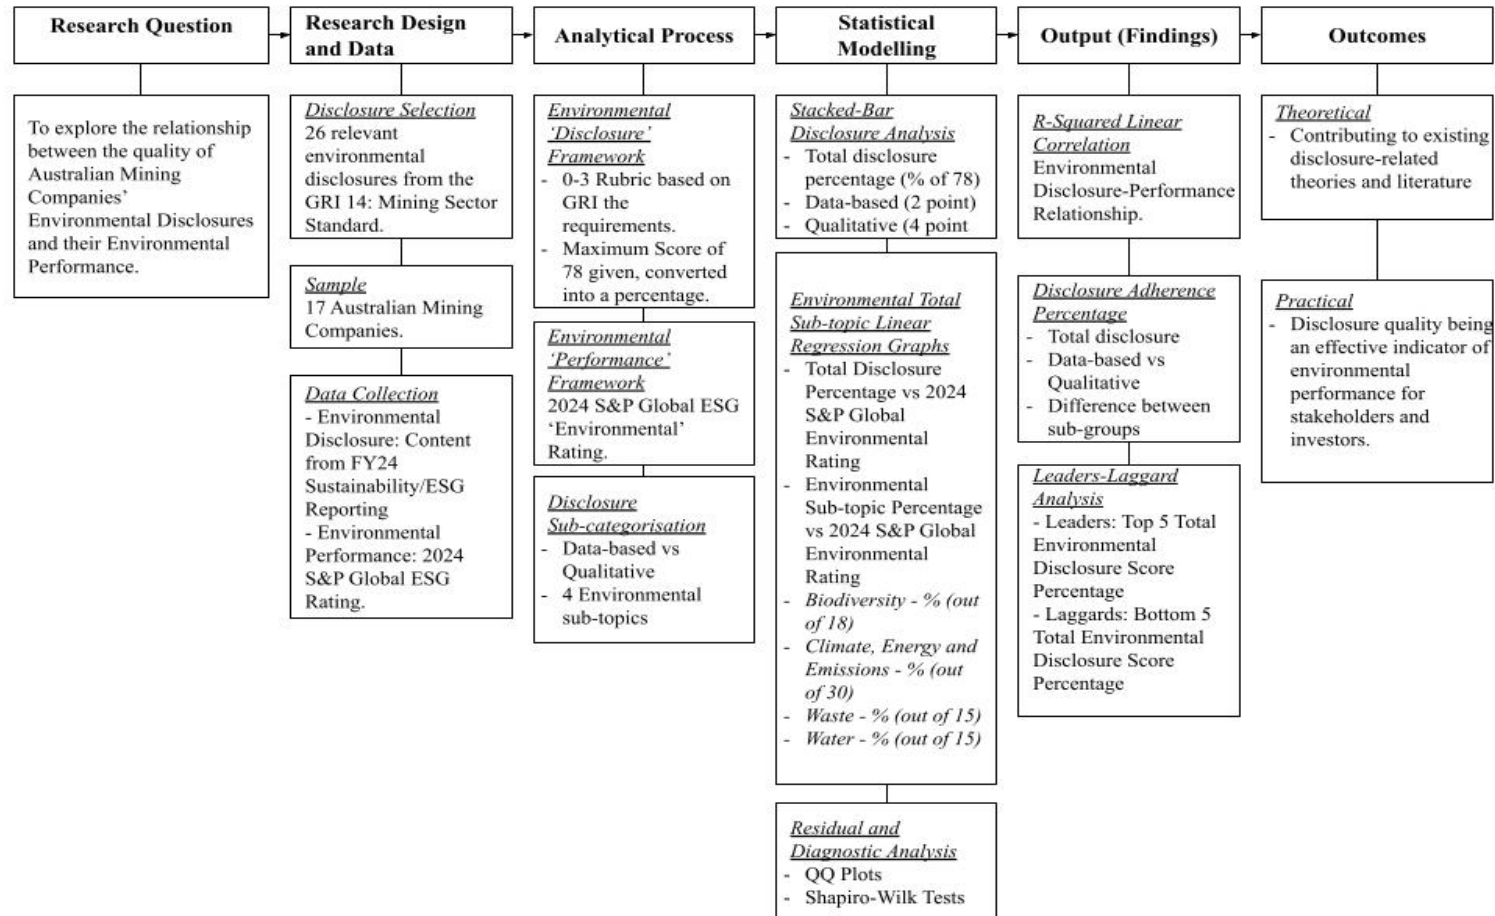 Research Question
To explore the relationship
between the quality of
Australian Mining
Companies’
Environmental Disclosures
and their Environmental
Performance.
Research Design
and Data
Disclosure Selection
26 relevant
environmental
disclosures from the
GRI 14: Mining Sector
Standard.
Sample
17 Australian Mining
Companies.
Data Collection
- Environmental
Disclosure: Content
from FY24
Sustainability/ESG
Reporting
- Environmental
Performance: 2024
S&P Global ESG
Rating.
Analytical Process
Environmental
‘Disclosure’
Framework
- 0-3 Rubric based on
GRI the
requirements.
- Maximum Score of
78 given, converted
into a percentage.
Environmental
‘Performance’
Framework
2024 S&P Global ESG
‘Environmental’
Rating.
Disclosure
Sub-categorisation
- Data-based vs
Qualitative
- 4 Environmental
sub-topics
Statistical
Modelling
Stacked-Bar
Disclosure Analysis
- Total disclosure
percentage (% of 78)
- Data-based (2 point)
- Qualitative (4 point
Environmental Total
Sub-topic Linear
Regression Graphs
- Total Disclosure
Percentage vs 2024
S&P Global
Environmental
Rating
- Environmental
Sub-topic Percentage
vs 2024 S&P Global
Environmental
Rating
- Biodiversity - % (out
of 18)
- Climate, Energy and
Emissions - % (out
of 30)
- Waste - % (out of 15)
- Water - % (out of 15)
Residual and
Diagnostic Analysis
- QQ Plots
- Shapiro-Wilk Tests
Output (Findings)
R-Squared Linear
Correlation
Environmental
Disclosure-Performance
Relationship.
Disclosure Adherence
Percentage
- Total disclosure
- Data-based vs
Qualitative
- Difference between
sub-groups
Leaders-Laggard
Analysis
- Leaders: Top 5 Total
Environmental
Disclosure Score
Percentage
- Laggards: Bottom 5
Total Environmental
Disclosure Score
Percentage
Outcomes
Theoretical
- Contributing to existing
disclosure-related
theories and literature
Practical
- Disclosure quality being
an effective indicator of
environmental
performance for
stakeholders and
investors.